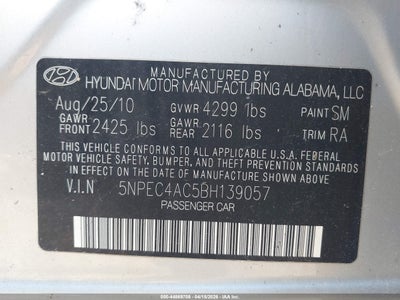 MANUFACTURED BY
HYUNDAI MOTOR MANUFACTURING ALABAMA, LLC
Aug/25/10 GVWR 4299 lbs PAINT SM
GAWR FRONT 2425 lbs GAWR REAR 2116 lbs TRIM RA
THIS VEHICLE CONFORMS TO ALL APPLICABLE U.S.A FEDERAL
MOTOR VEHICLE SAFETY, BUMPER, AND THEFT PREVENTION
STANDARDS IN EFFECT ON THE DATE OF MANUFACTURE
V.I.N 5NPEC4AC5BH139057
PASSENGER CAR